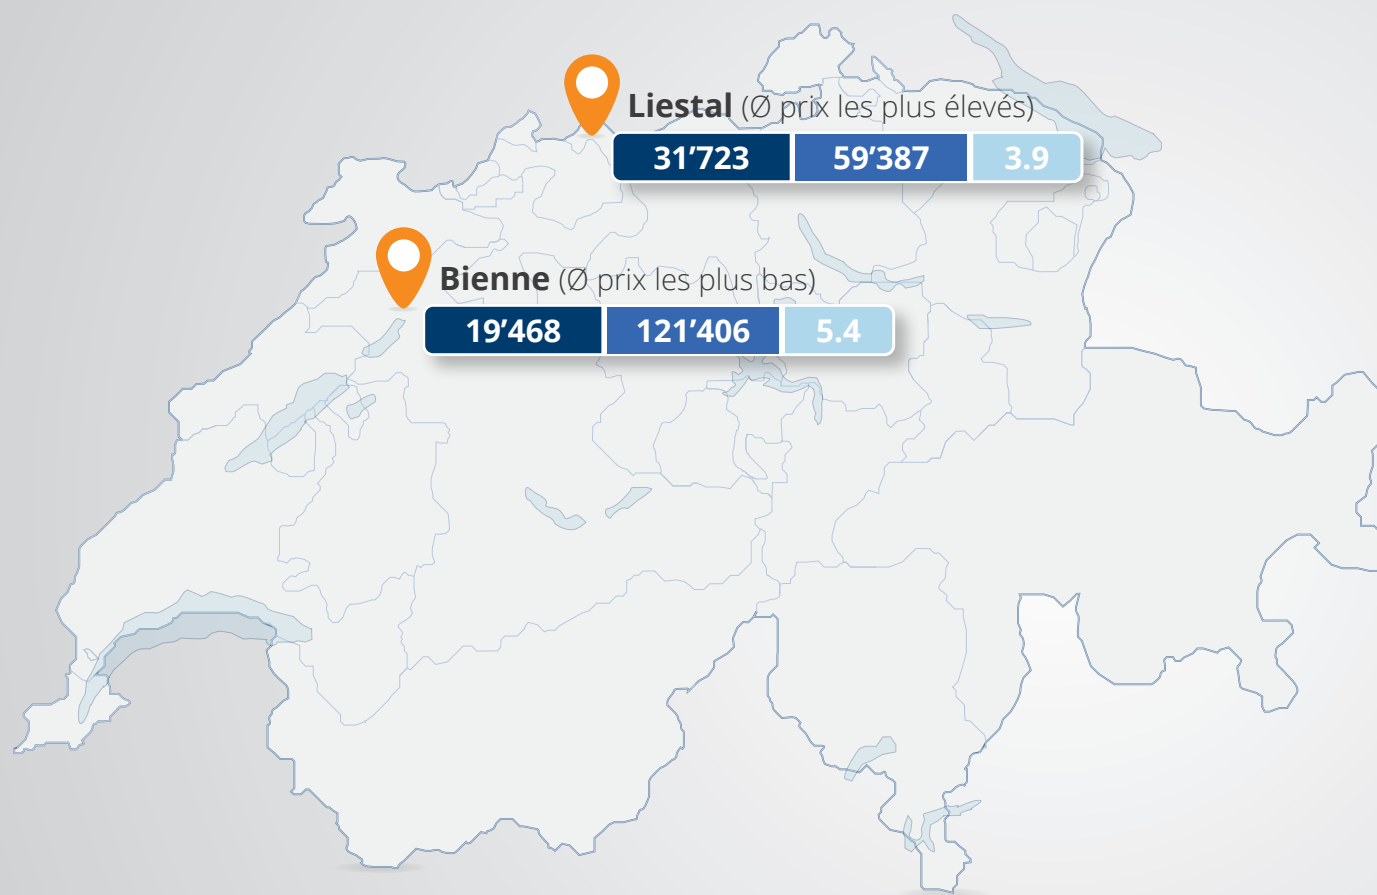 Liestal (Ø prix les plus élevés)
31’723 59’387 3.9
Bienne (Ø prix les plus bas)
19’468 121’406 5.4